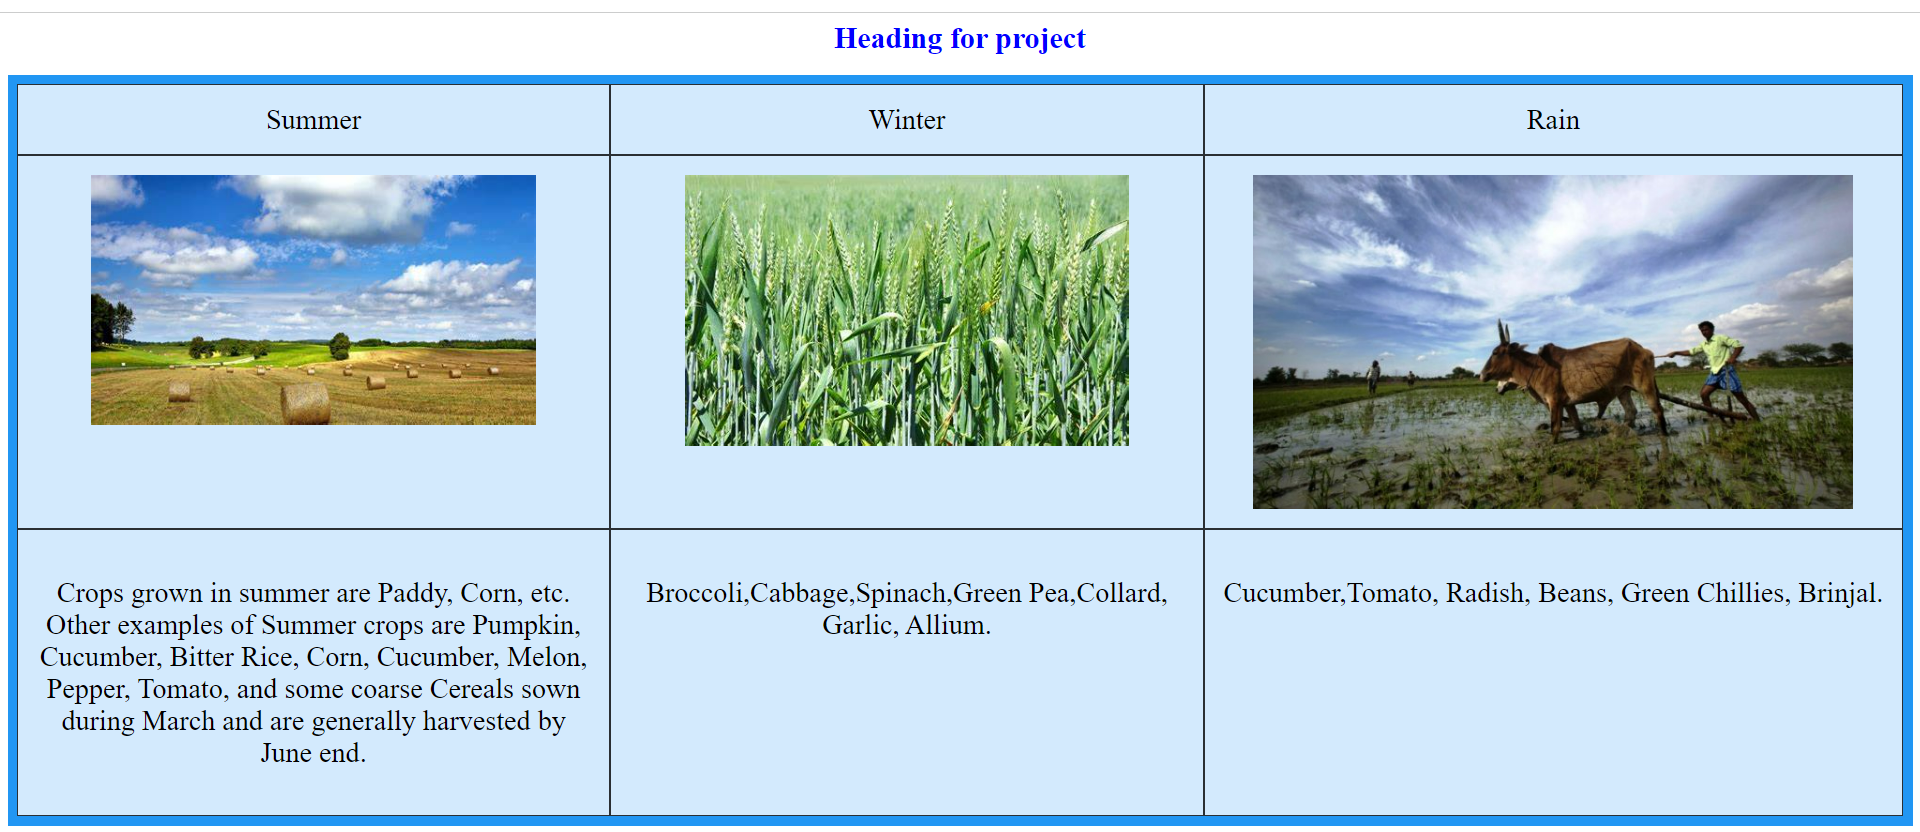 Heading for project
Summer
Winter
Rain
Crops grown in summer are Paddy, Corn, etc.
Other examples of Summer crops are Pumpkin,
Cucumber, Bitter Rice, Corn, Cucumber, Melon,
Pepper, Tomato, and some coarse Cereals sown
during March and are generally harvested by
June end.
Broccoli,Cabbage,Spinach,Green Pea,Collard,
Garlic, Allium.
Cucumber,Tomato, Radish, Beans, Green Chillies, Brinjal.